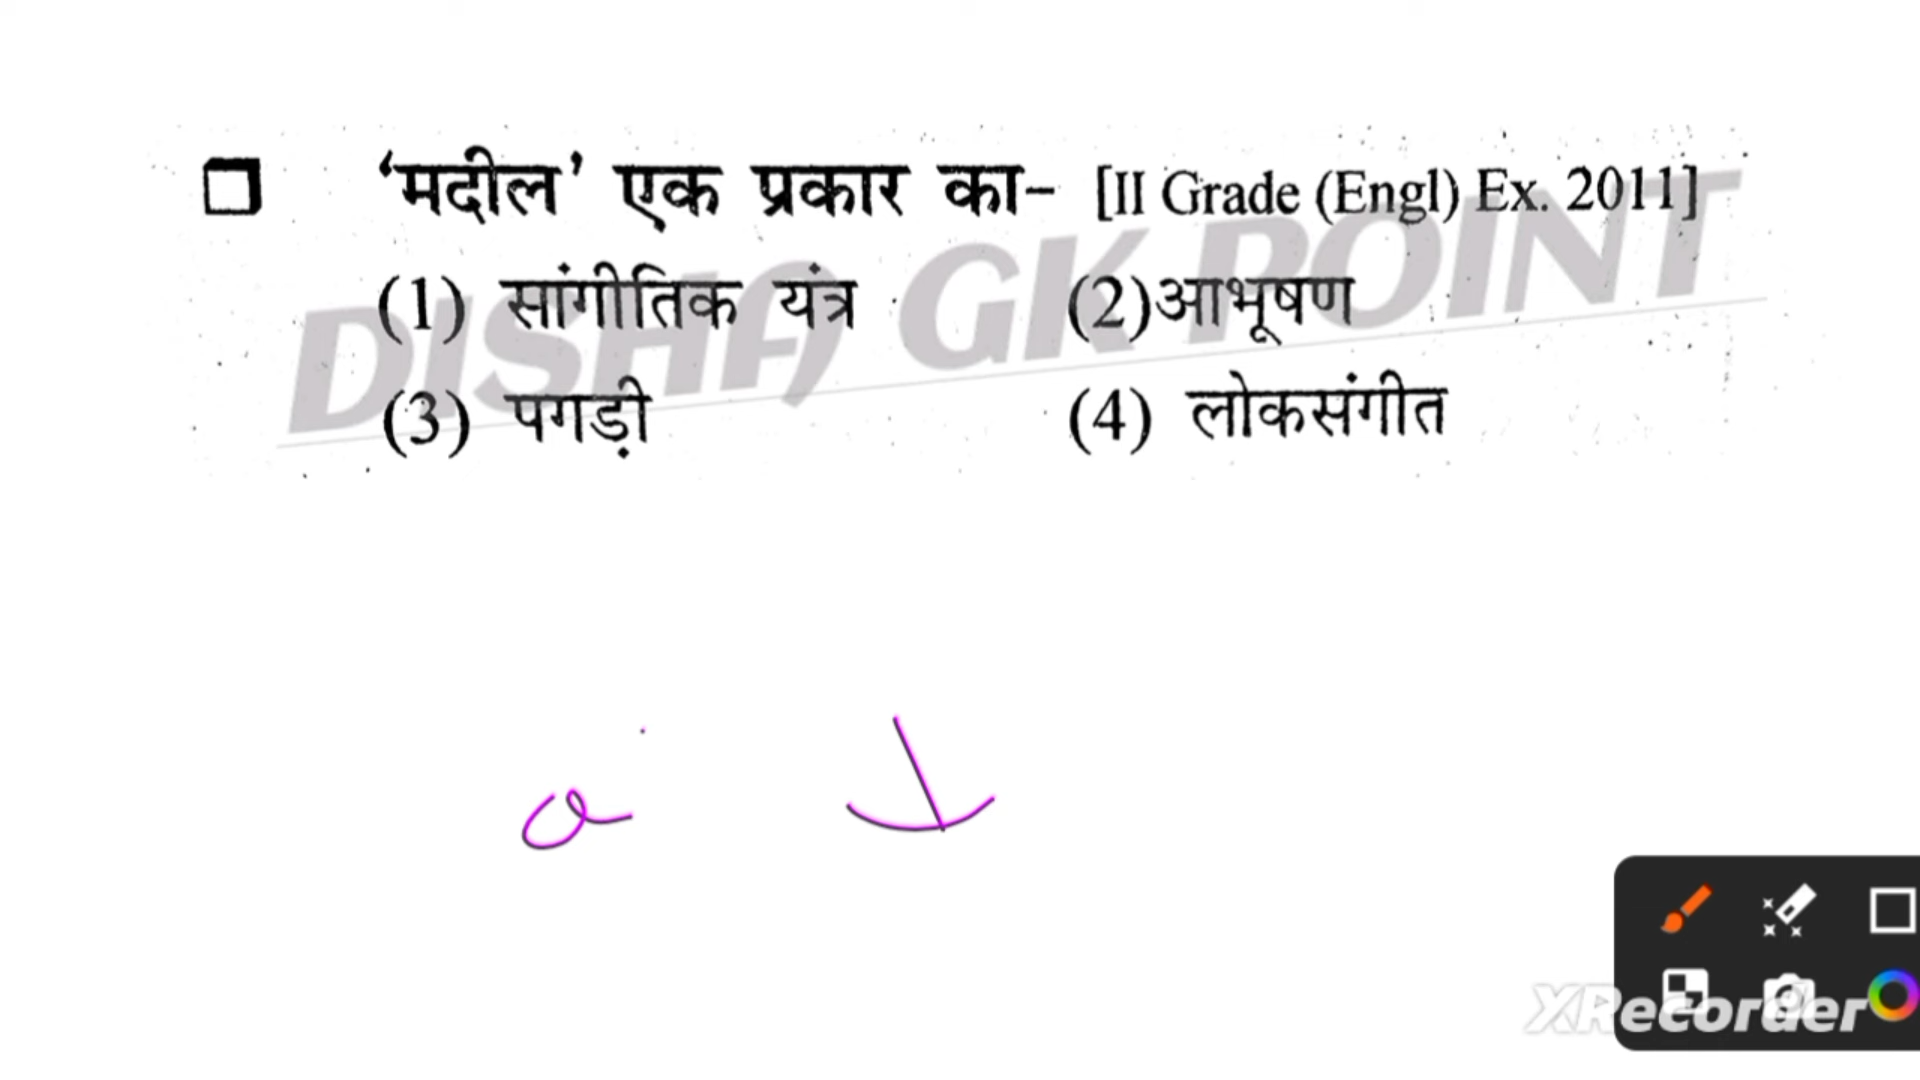 ‘मदील’ एक प्रकार का- [II Grade (Engl) Ex. 2011]
(1) सांगीतिक यंत्र (2)आभूषण
(3) पगड़ी (4) लोकसंगीत
DISHA GK POINT
XRecorder